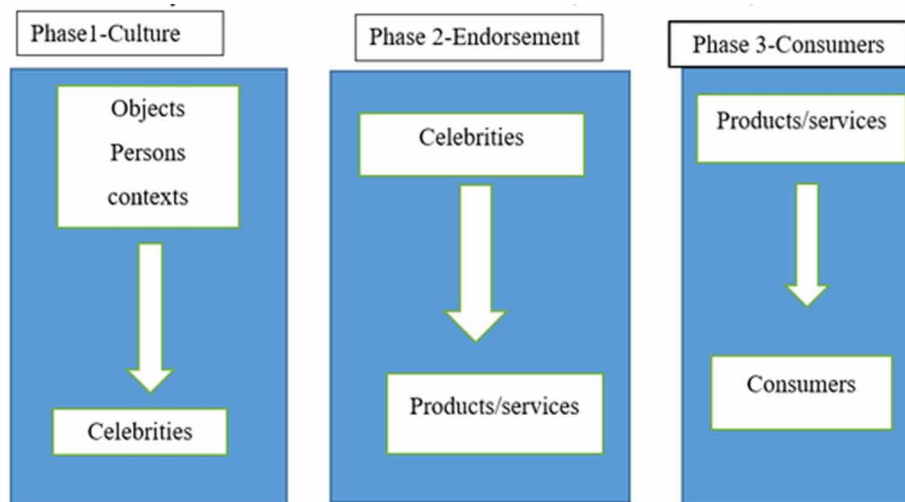 Phase1-Culture
Objects
Persons
contexts
Celebrities
Phase 2-Endorsement
Celebrities
Products/services
Phase 3-Consumers
Products/services
Consumers